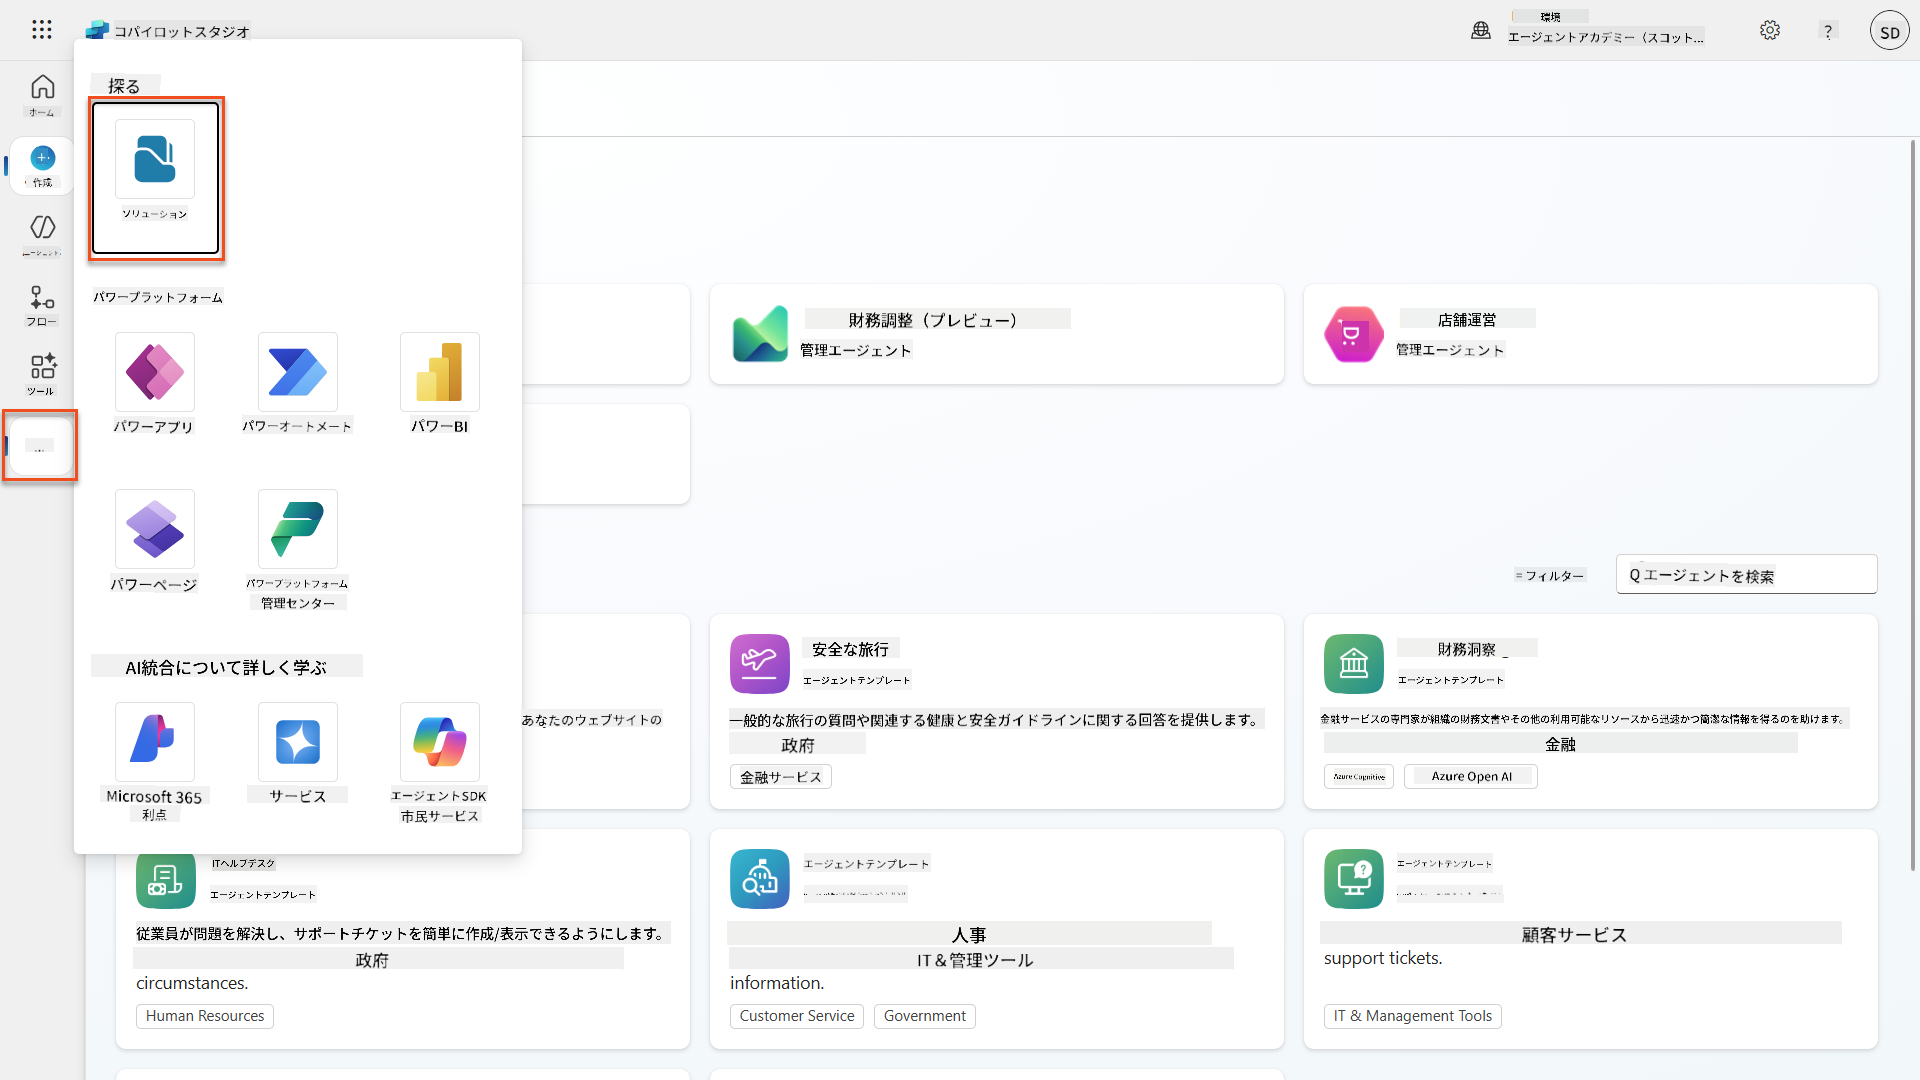 コパイロットスタジオ
環境
エージェントアカデミー（スコット...
?
SD
ホーム
作成
フロー
ツール
...
探る
ソリューション
パワープラットフォーム
パワーアプリ
パワーオートメート
パワーBI
パワーページ
パワープラットフォーム
管理センター
AI統合について詳しく学ぶ
Microsoft 365
利点
サービス
エージェントSDK
市民サービス
財務調整（プレビュー）
管理エージェント
店舗運営
管理エージェント
= フィルター
Q エージェントを検索
あなたのウェブサイトの
安全な旅行
エージェントテンプレート
一般的な旅行の質問や関連する健康と安全ガイドラインに関する回答を提供します。
政府
金融サービス
財務洞察 _
エージェントテンプレート
金融サービスの専門家が組織の財務文書やその他の利用可能なリソースから迅速かつ簡潔な情報を得るのを助けます。
金融
Azure Cognitive
Azure Open AI
ITヘルプデスク
エージェントテンプレート
従業員が問題を解決し、サポートチケットを簡単に作成/表示できるようにします。
政府
circumstances.
Human Resources
エージェントテンプレート
人事
IT＆管理ツール
information.
Customer Service
Government
エージェントテンプレート
顧客サービス
support tickets.
IT & Management Tools